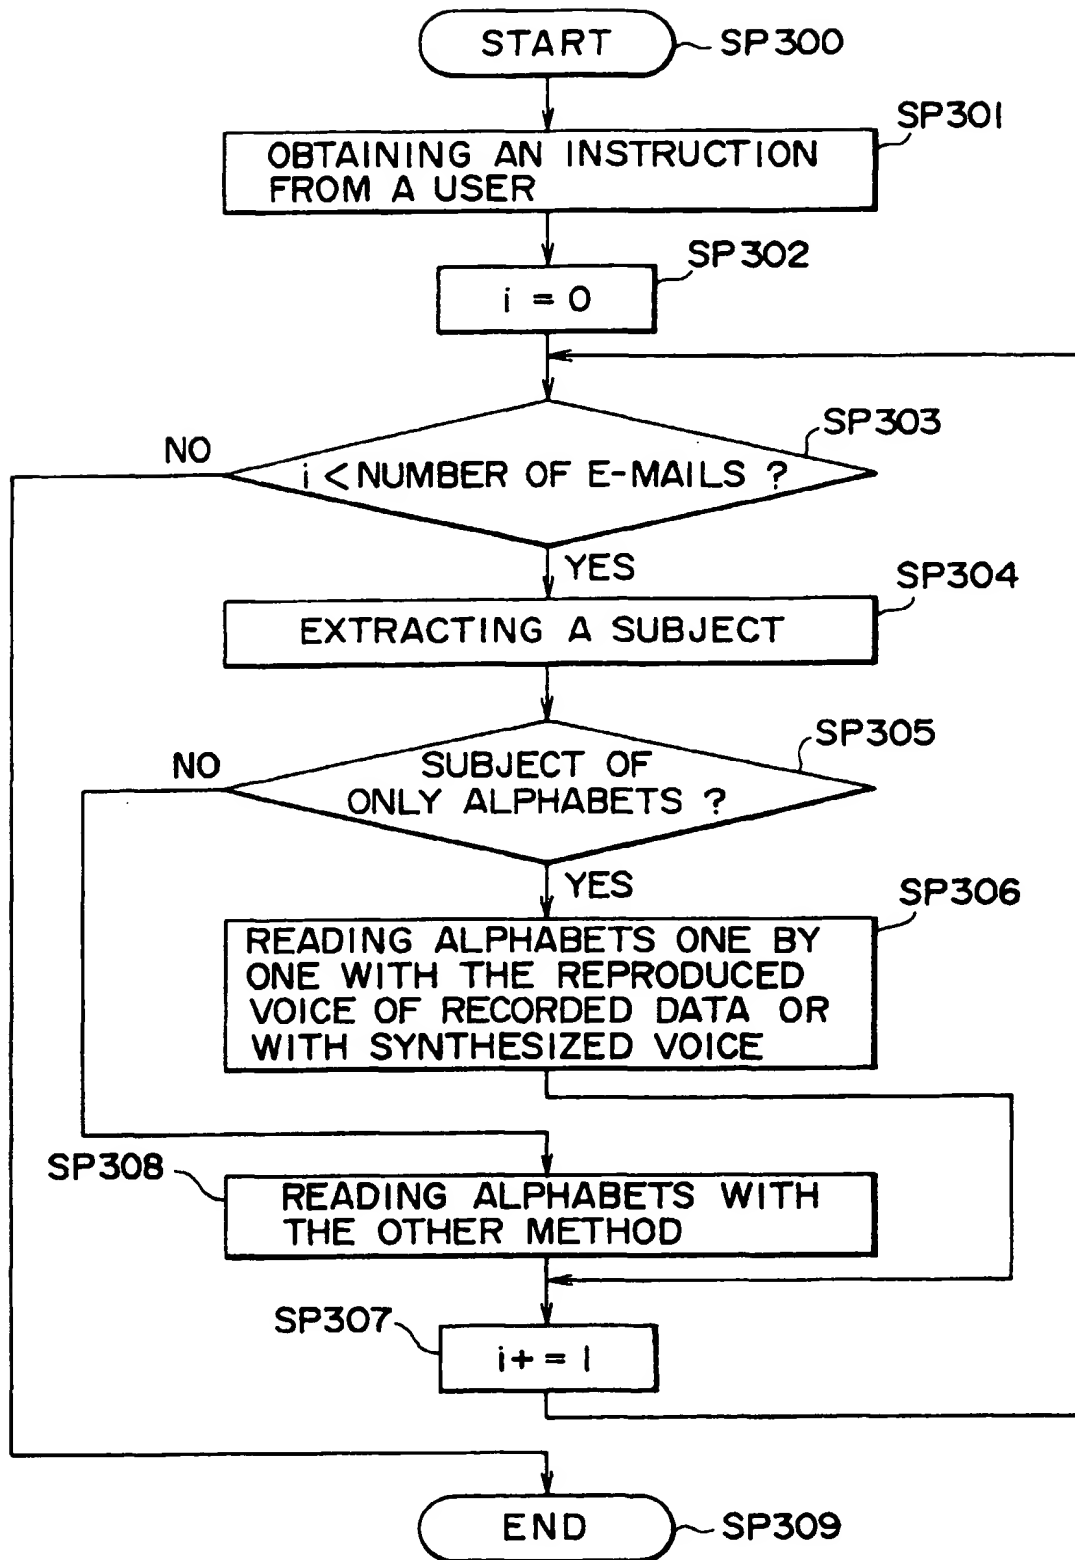 START
SP300
SP301
OBTAINING AN INSTRUCTION
FROM A USER
SP302
i = 0
SP303
NO
i < NUMBER OF E-MAILS ?
YES
SP304
EXTRACTING A SUBJECT
SP305
NO
SUBJECT OF
ONLY ALPHABETS ?
YES
SP306
READING ALPHABETS ONE BY
ONE WITH THE REPRODUCED
VOICE OF RECORDED DATA OR
WITH SYNTHESIZED VOICE
SP308
READING ALPHABETS WITH
THE OTHER METHOD
SP307
i+ = 1
END
SP309